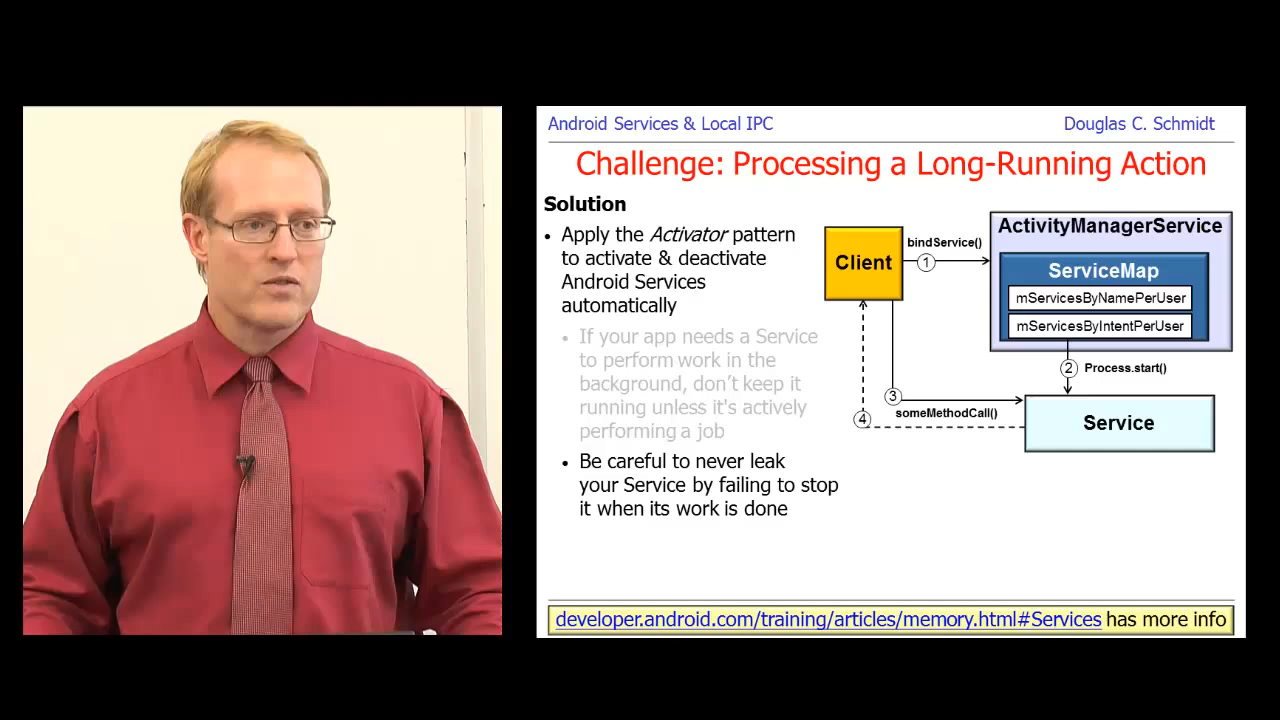 Android Services & Local IPC
Douglas C. Schmidt
Challenge: Processing a Long-Running Action
Solution
• Apply the Activator pattern
to activate & deactivate
Android Services
automatically
• If your app needs a Service
to perform work in the
background, don't keep it
running unless it's actively
performing a job
• Be careful to never leak
your Service by failing to stop
it when its work is done
Client
bindService()
1
ActivityManagerService
ServiceMap
mServicesByNamePerUser
mServicesByIntentPerUser
2
Process.start()
3
someMethodCall()
4
Service
developer.android.com/training/articles/memory.html#Services has more info